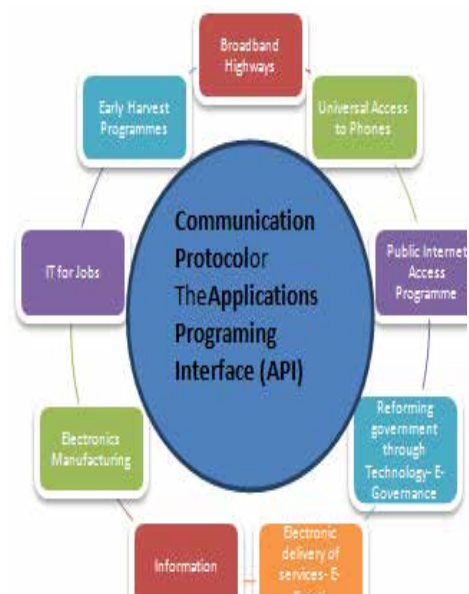 Broadband
Highways
Universal Access
to Phones
Public Internet
Access
Programme
Reforming
government
through
Technology- E-
Governance
Electronic
delivery of
services- E-
Information
Electronics
Manufacturing
IT for Jobs
Early Harvest
Programmes
Communication
Protocolor
TheApplications
Programing
Interface (API)